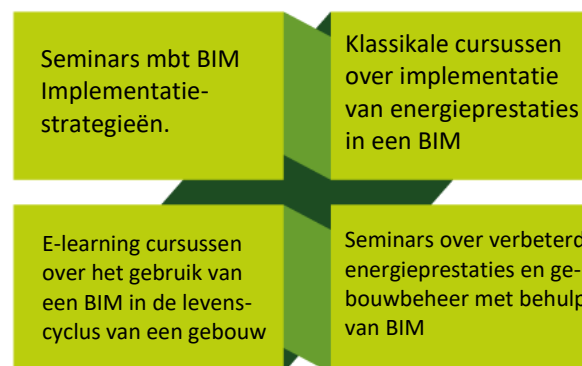 Seminars mbt BIM
Implementatie-
strategieën.
Klassikale cursussen
over implementatie
van energieprestaties
in een BIM
E-learning cursussen
over het gebruik van
een BIM in de levens-
cyclus van een gebouw
Seminars over verbeterd
energieprestaties en ge-
bouwbeheer met behulp
van BIM